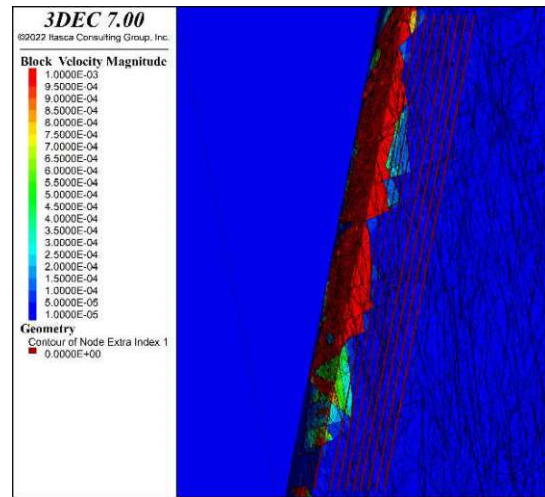 3DEC 7.00
©2022 Itasca Consulting Group, Inc.
Block Velocity Magnitude
1.0000E-03
9.5000E-04
9.0000E-04
8.5000E-04
8.0000E-04
7.5000E-04
7.0000E-04
6.5000E-04
6.0000E-04
5.5000E-04
5.0000E-04
4.5000E-04
4.0000E-04
3.5000E-04
3.0000E-04
2.5000E-04
2.0000E-04
1.5000E-04
1.0000E-04
5.0000E-05
1.0000E-05
Geometry
Contour of Node Extra Index 1
0.0000E+00